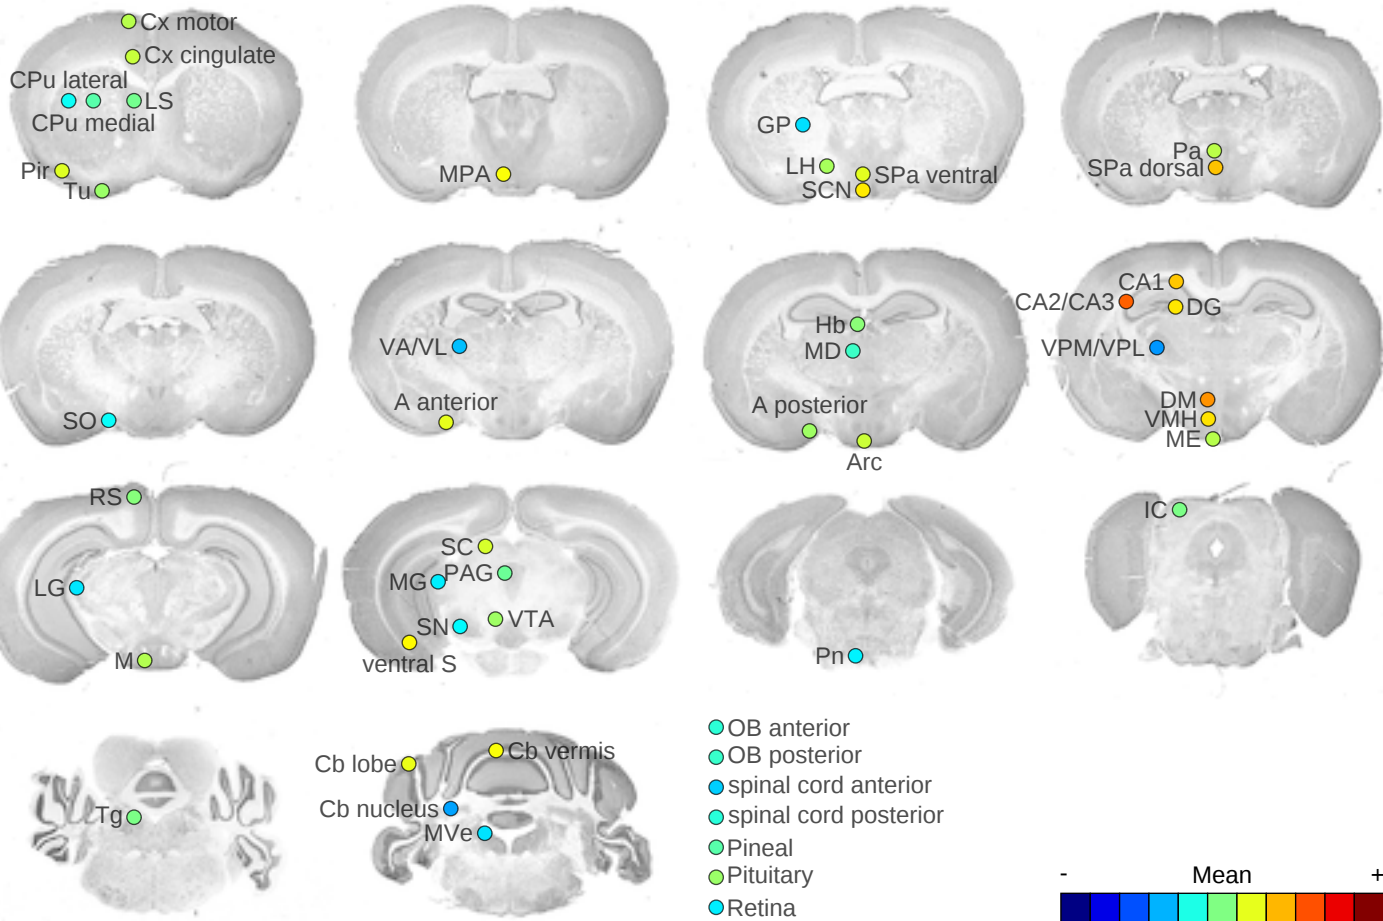 Cx motor
Cx cingulate
CPu lateral
LS
CPu medial
Pir
Tu
MPA
GP
LH
SPa ventral
SCN
Pa
SPa dorsal
SO
VA/VL
A anterior
Hb
MD
A posterior
Arc
CA1
CA2/CA3
DG
VPM/VPL
DM
VMH
ME
RS
LG
M
SC
PAG
MG
SN
VTA
ventral S
Pn
IC
Tg
Cb vermis
Cb lobe
Cb nucleus
MVe
OB anterior
OB posterior
spinal cord anterior
spinal cord posterior
Pineal
Pituitary
Retina
- Mean +